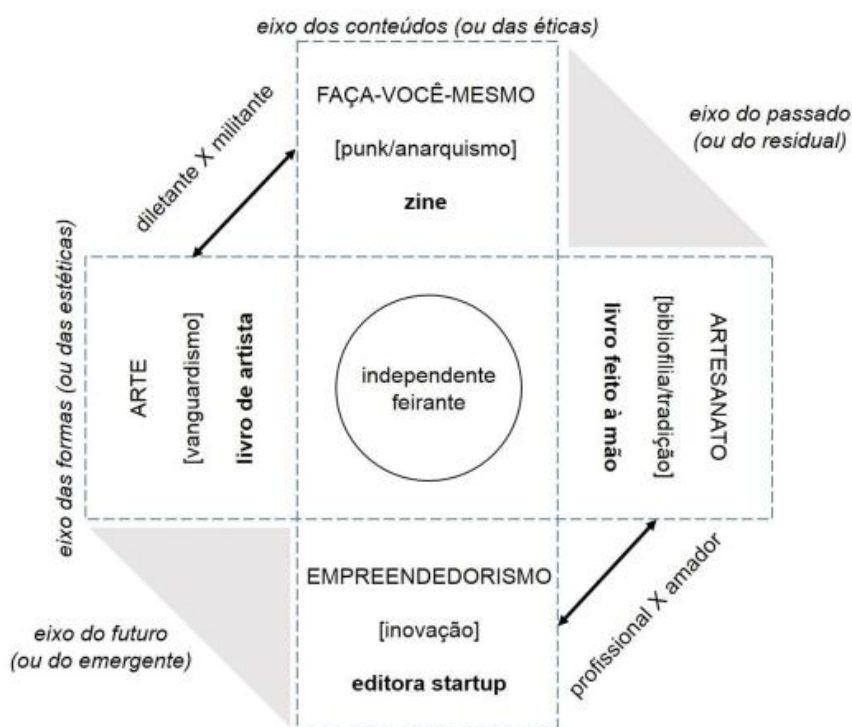 eixo dos conteúdos (ou das éticas)
FAÇA-VOCÊ-MESMO
[punk/anarquismo]
zine
diletante X militante
eixo do passado
(ou do residual)
eixo das formas (ou das estéticas)
ARTE
[vanguardismo]
livro de artista
independente
feirante
livro feito à mão
[bibliofilia/tradição]
ARTESANATO
EMPREENDEDORISMO
[inovação]
editora startup
profissional X amador
eixo do futuro
(ou do emergente)